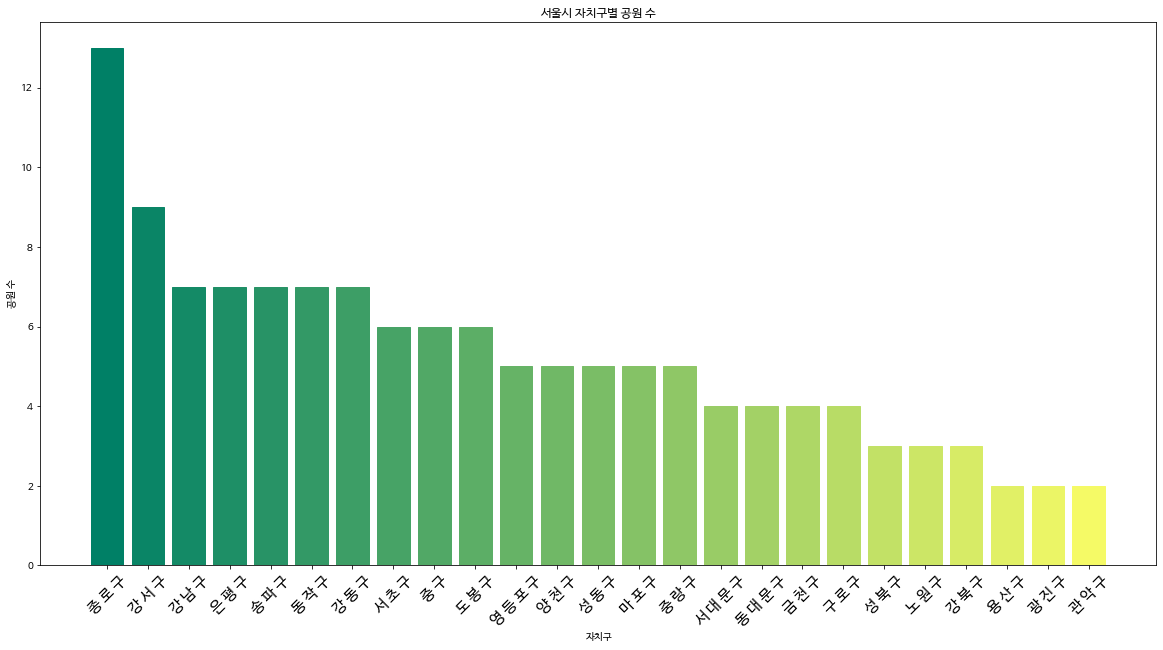 서울시 자치구별 공원 수
공원 수
12
10
8
6
4
2
0
종로구
강서구
강남구
은평구
송파구
동작구
강동구
서초구
중구
도봉구
영등포구
양천구
성동구
마포구
중랑구
서대문구
동대문구
금천구
구로구
성북구
노원구
강북구
용산구
광진구
관악구
자치구